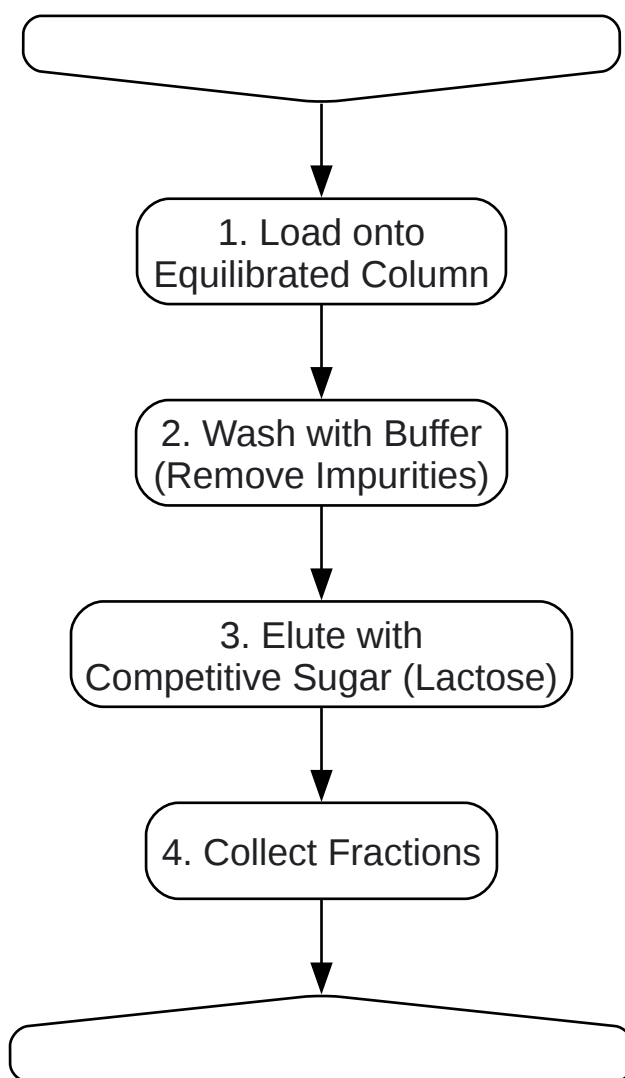 1. Load onto
Equilibrated Column
2. Wash with Buffer
(Remove Impurities)
3. Elute with
Competitive Sugar (Lactose)
4. Collect Fractions